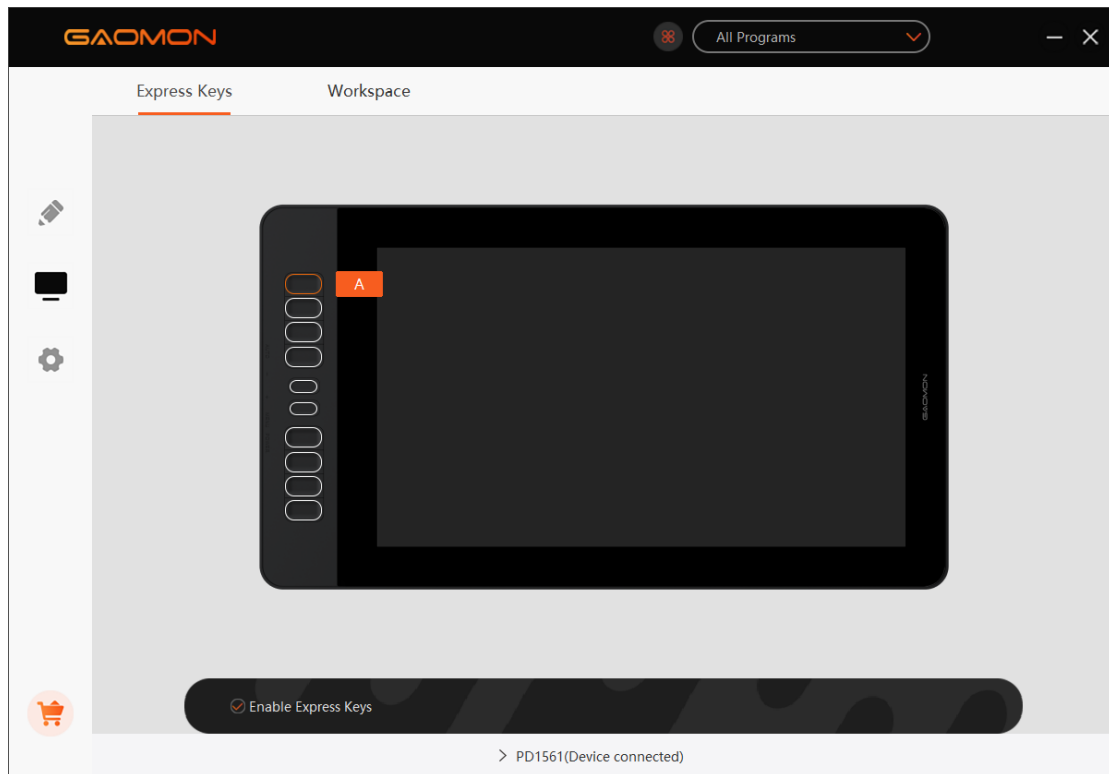 GAOMON
All Programs
Express Keys
Workspace
A
GAOMON
Enable Express Keys
PD1561(Device connected)